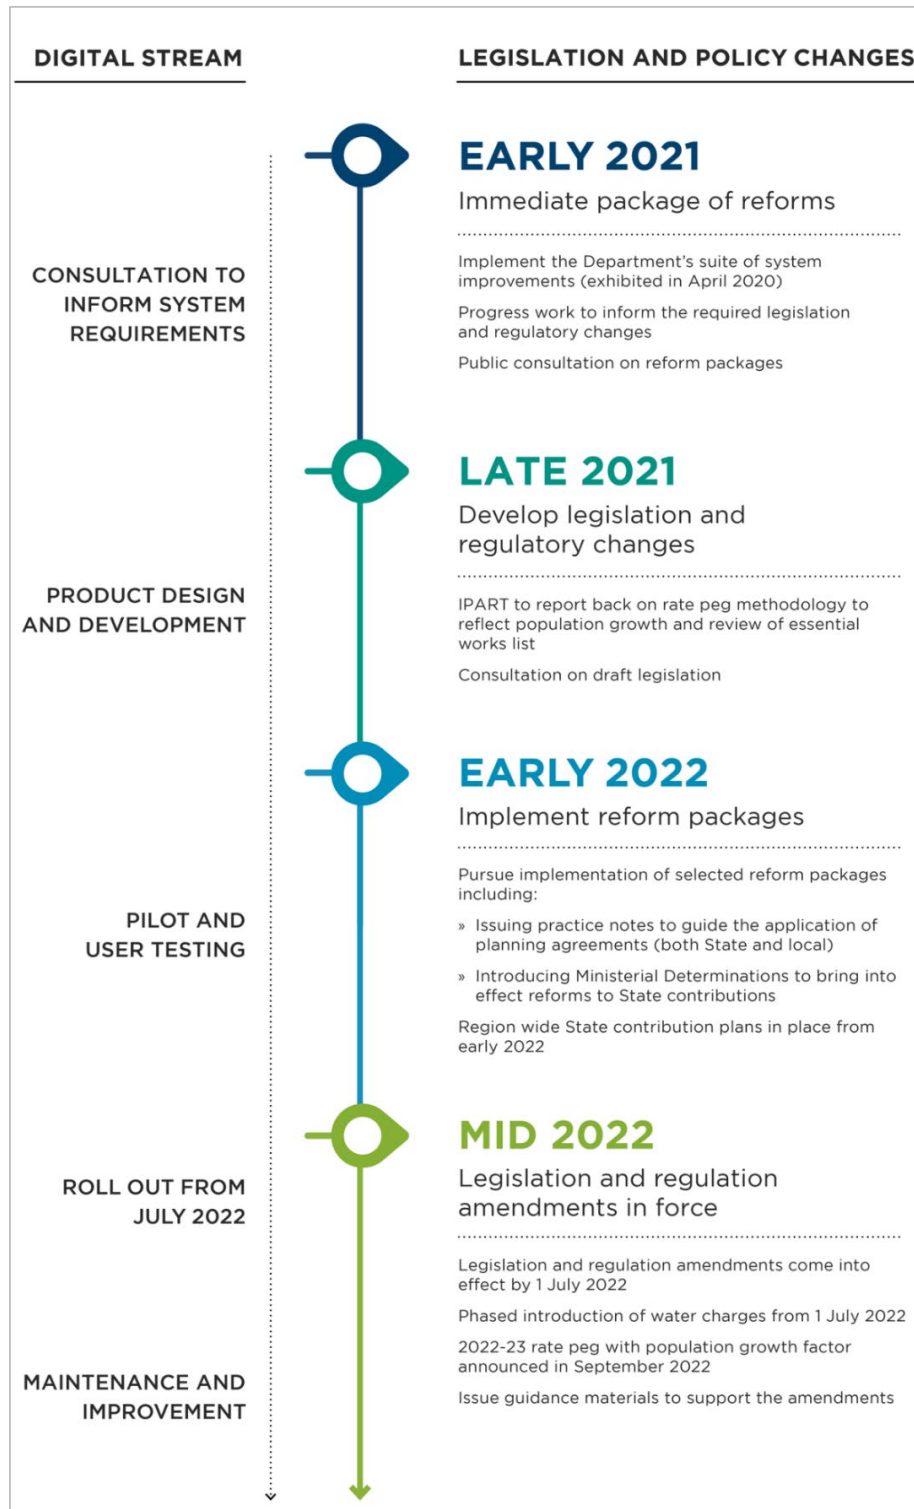 DIGITAL STREAM
LEGISLATION AND POLICY CHANGES
EARLY 2021
Immediate package of reforms
CONSULTATION TO
INFORM SYSTEM
REQUIREMENTS
Implement the Department's suite of system
improvements (exhibited in April 2020)
Progress work to inform the required legislation
and regulatory changes
Public consultation on reform packages
LATE 2021
Develop legislation and
regulatory changes
PRODUCT DESIGN
AND DEVELOPMENT
IPART to report back on rate peg methodology to
reflect population growth and review of essential
works list
Consultation on draft legislation
EARLY 2022
Implement reform packages
PILOT AND
USER TESTING
Pursue implementation of selected reform packages
including:
» Issuing practice notes to guide the application of
planning agreements (both State and local)
» Introducing Ministerial Determinations to bring into
effect reforms to State contributions
Region wide State contribution plans in place from
early 2022
MID 2022
Legislation and regulation
amendments in force
ROLL OUT FROM
JULY 2022
Legislation and regulation amendments come into
effect by 1 July 2022
Phased introduction of water charges from 1 July 2022
2022-23 rate peg with population growth factor
announced in September 2022
Issue guidance materials to support the amendments
MAINTENANCE AND
IMPROVEMENT